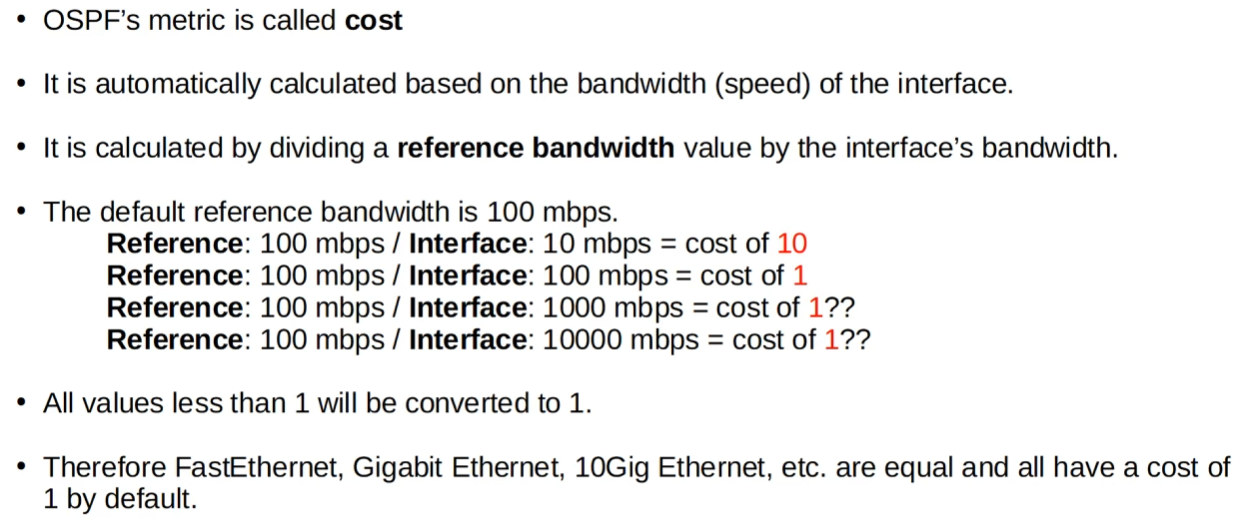 • OSPF’s metric is called cost
• It is automatically calculated based on the bandwidth (speed) of the interface.
• It is calculated by dividing a reference bandwidth value by the interface’s bandwidth.
• The default reference bandwidth is 100 mbps.
Reference: 100 mbps / Interface: 10 mbps = cost of 10
Reference: 100 mbps / Interface: 100 mbps = cost of 1
Reference: 100 mbps / Interface: 1000 mbps = cost of 1??
Reference: 100 mbps / Interface: 10000 mbps = cost of 1??
• All values less than 1 will be converted to 1.
• Therefore FastEthernet, Gigabit Ethernet, 10Gig Ethernet, etc. are equal and all have a cost of
1 by default.